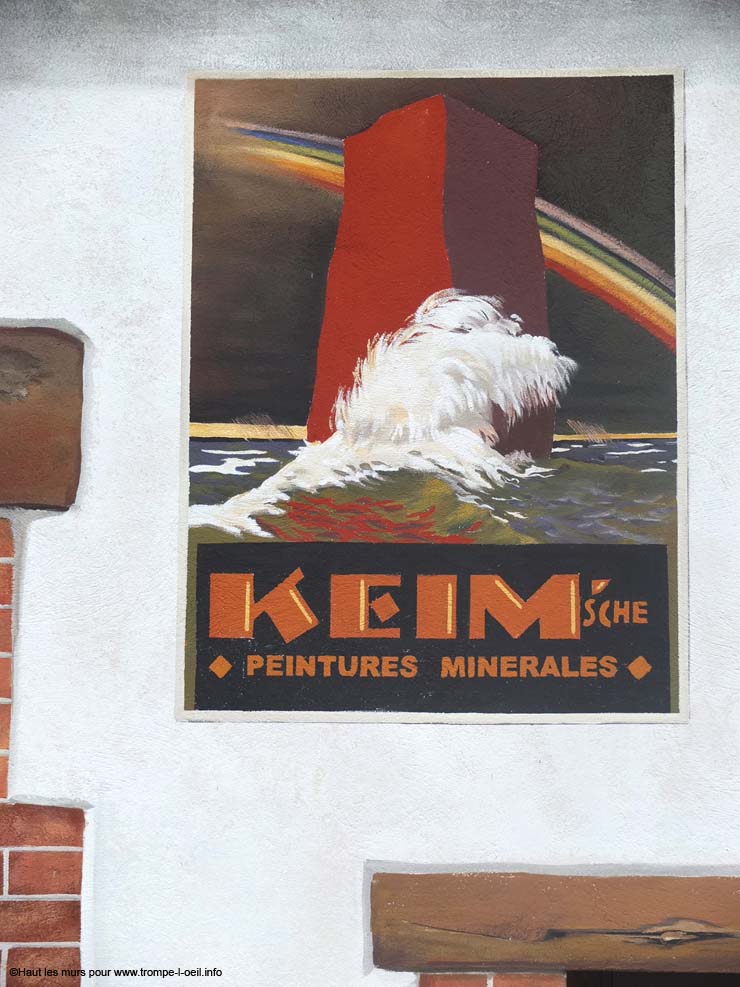 KEIM'SCHE
PEINTURES MINERALES
©Haut les murs pour www.trompe-l-oeil.info